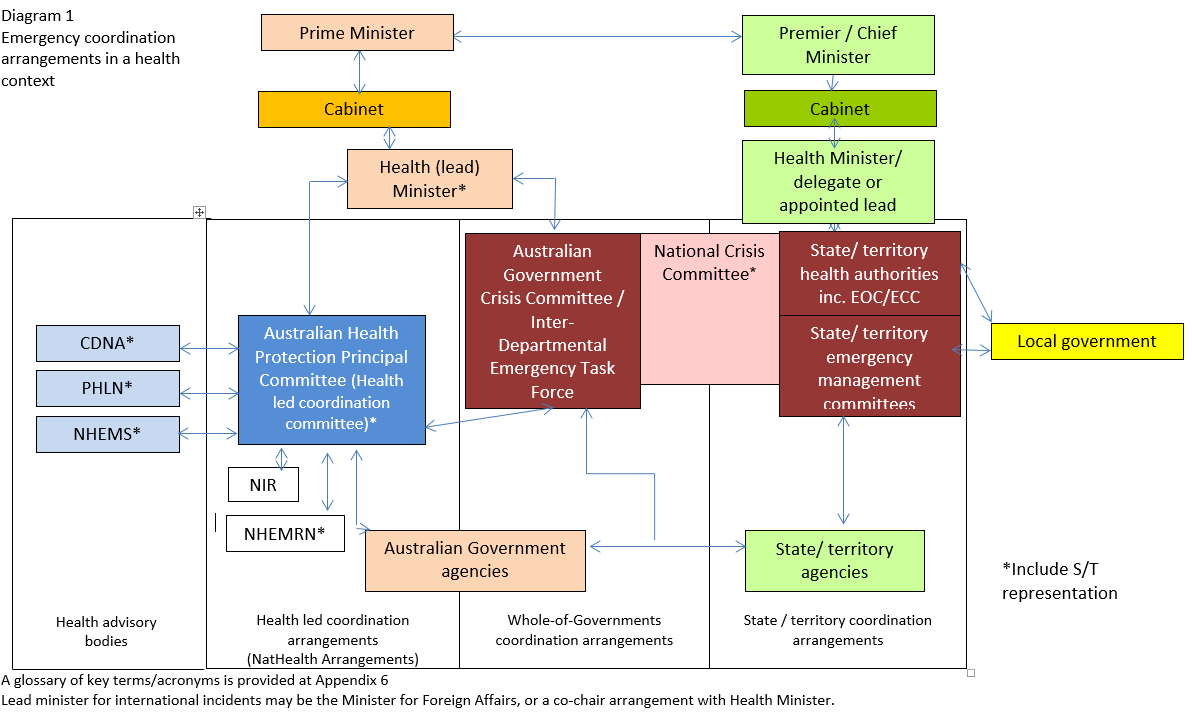 Diagram 1
Emergency coordination
arrangements in a health
context
Prime Minister
Premier / Chief
Minister
Cabinet
Cabinet
Health (lead)
Minister*
Health Minister/
delegate or
appointed lead
Australian
Government
Crisis Committee /
Inter-
Departmental
Emergency Task
Force
National Crisis
Committee*
State/ territory
health authorities
inc. EOC/ECC
State/ territory
emergency
management
committees
Local government
CDNA*
PHLN*
NHEMS*
Australian Health
Protection Principal
Committee (Health
led coordination
committee)*
NIR
NHEMRN*
Australian Government
agencies
State/ territory
agencies
*Include S/T
representation
Health advisory
bodies
Health led coordination
arrangements
(NatHealth Arrangements)
Whole-of-Governments
coordination arrangements
State / territory coordination
arrangements
A glossary of key terms/acronyms is provided at Appendix 6
Lead minister for international incidents may be the Minister for Foreign Affairs, or a co-chair arrangement with Health Minister.